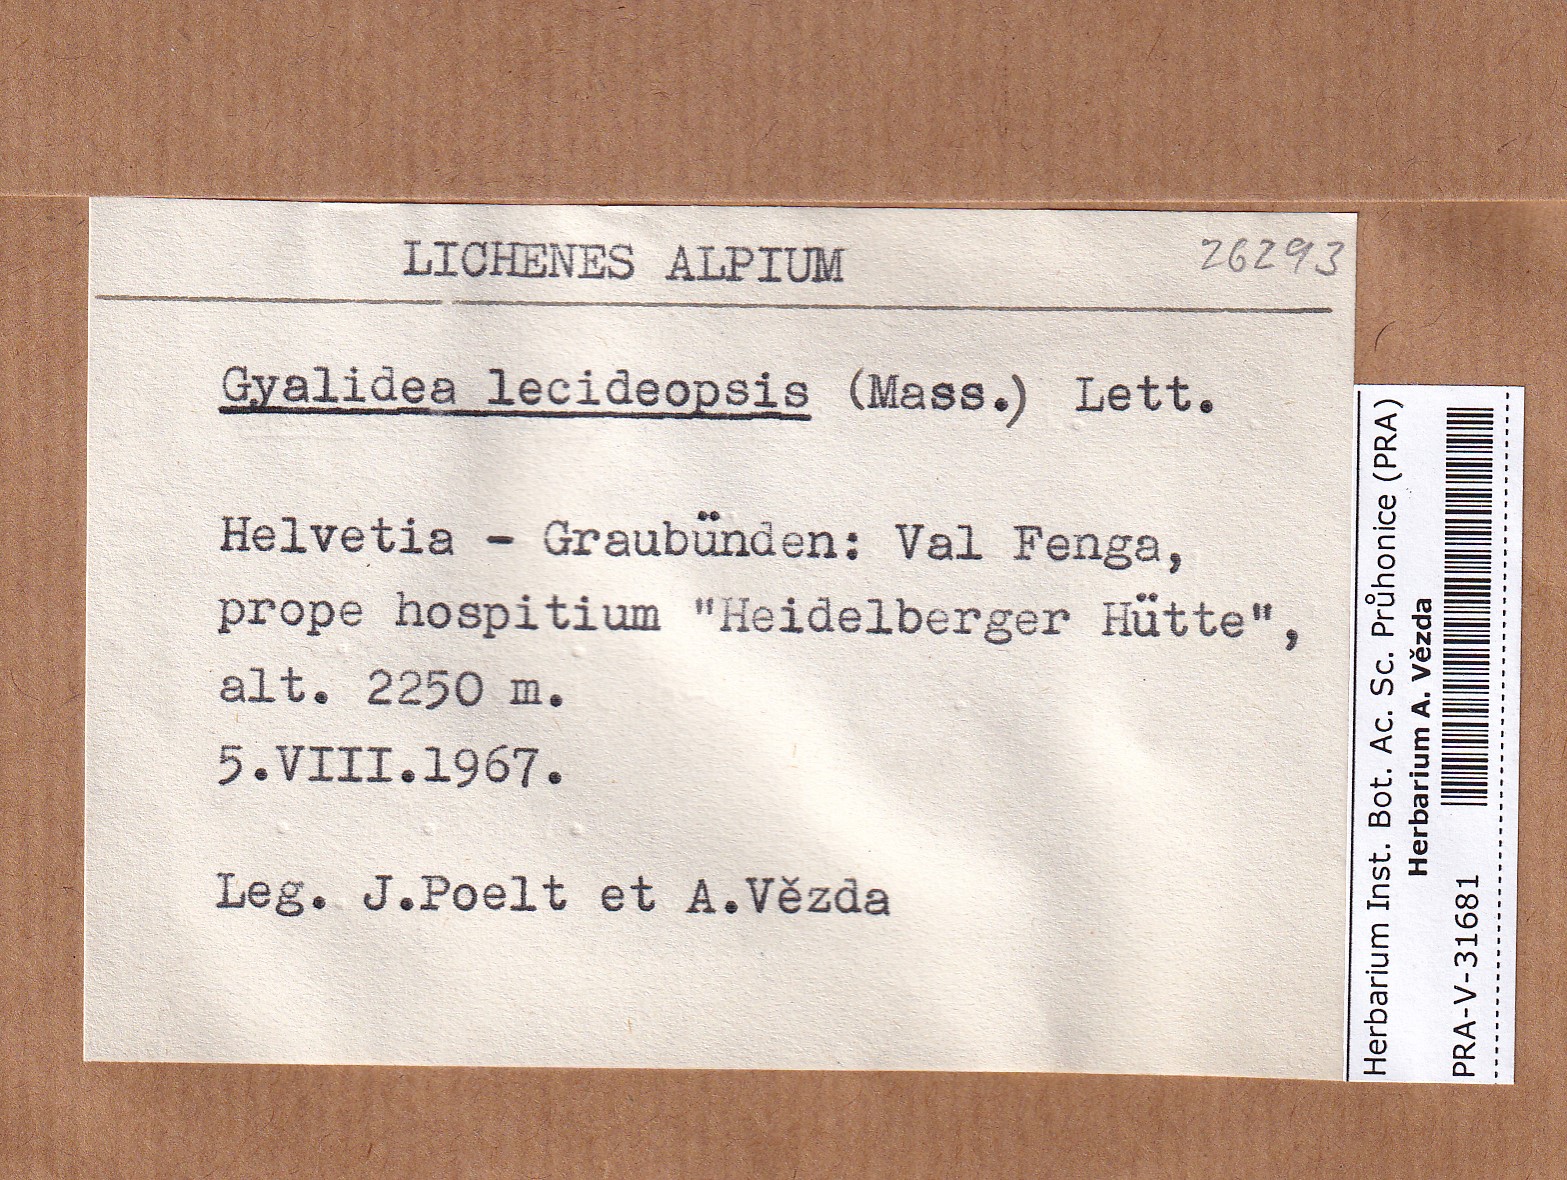 LICHENES ALPIUM
26293
Gyalidea lecideopsis (Mass.) Lett.
Helvetia - Graubünden: Val Fenga,
prope hospitium "Heidelberger Hütte",
alt. 2250 m.
5.VIII.1967.
Leg. J.Poelt et A.Vězda
Herbarium Inst. Bot. Ac. Sc. Průhonice (PRA)
Herbarium A. Vězda
PRA-V-31681